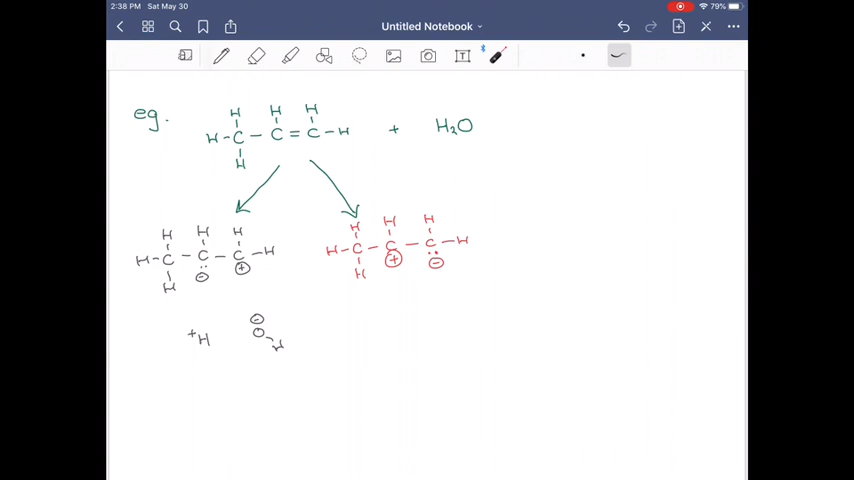 2:38 PM Sat May 30
79%
Untitled Notebook
T
eg.
H H H
H - C - C = C - H + H₂O
H
H H H
H - C - C - C - H
.. ⊖ ⊕
H
H H H
H - C - C - C - H
⊕ .. ⊖
H
⊖
+H O
H